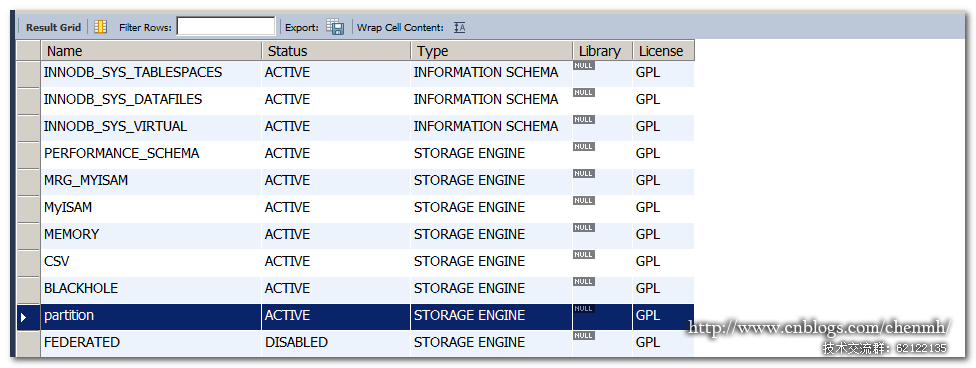 Result Grid Filter Rows: Export: Wrap Cell Content: IA
Name Status Type Library License
INNODB_SYS_TABLESPACES ACTIVE INFORMATION SCHEMA NULL GPL
INNODB_SYS_DATAFILES ACTIVE INFORMATION SCHEMA NULL GPL
INNODB_SYS_VIRTUAL ACTIVE INFORMATION SCHEMA NULL GPL
PERFORMANCE_SCHEMA ACTIVE STORAGE ENGINE NULL GPL
MRG_MYISAM ACTIVE STORAGE ENGINE NULL GPL
MyISAM ACTIVE STORAGE ENGINE NULL GPL
MEMORY ACTIVE STORAGE ENGINE NULL GPL
CSV ACTIVE STORAGE ENGINE NULL GPL
BLACKHOLE ACTIVE STORAGE ENGINE NULL GPL
partition ACTIVE STORAGE ENGINE NULL GPL
http://www.cnblogs.com/chenmh/
FEDERATED DISABLED STORAGE ENGINE NULL GPL
技术交流群：62122135